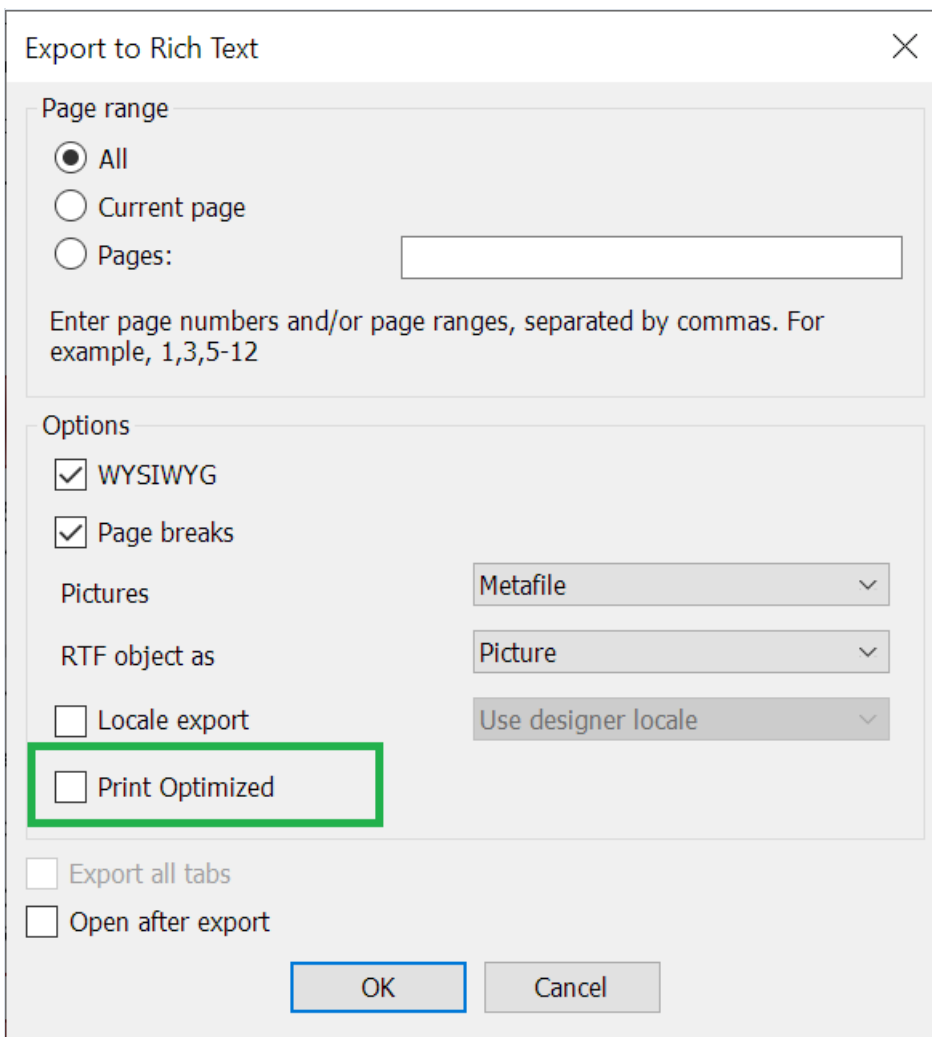 Export to Rich Text
Page range
All
Current page
Pages:
Enter page numbers and/or page ranges, separated by commas. For
example, 1,3,5-12
Options
WYSIWYG
Page breaks
Pictures
Metafile
RTF object as
Picture
Locale export
Use designer locale
Print Optimized
Export all tabs
Open after export
OK
Cancel